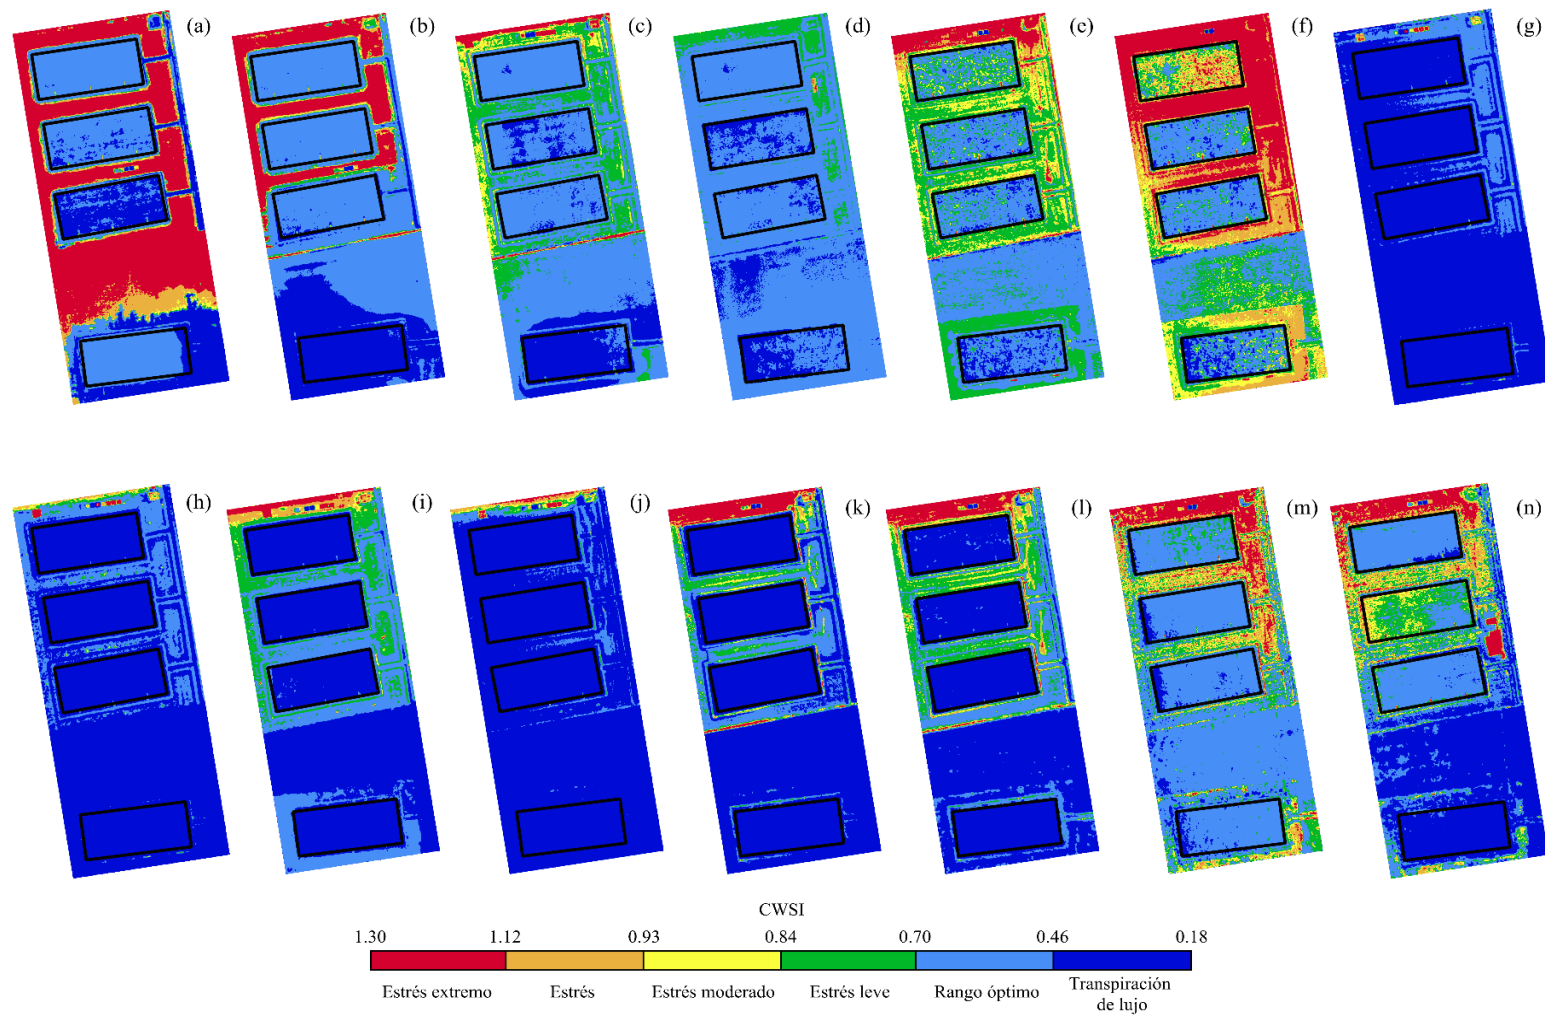 (a) (b) (c) (d) (e) (f) (g)
(h) (i) (j) (k) (l) (m) (n)
CWSI
1.30 1.12 0.93 0.84 0.70 0.46 0.18
Estrés extremo Estrés Estrés moderado Estrés leve Rango óptimo Transpiración
de lujo